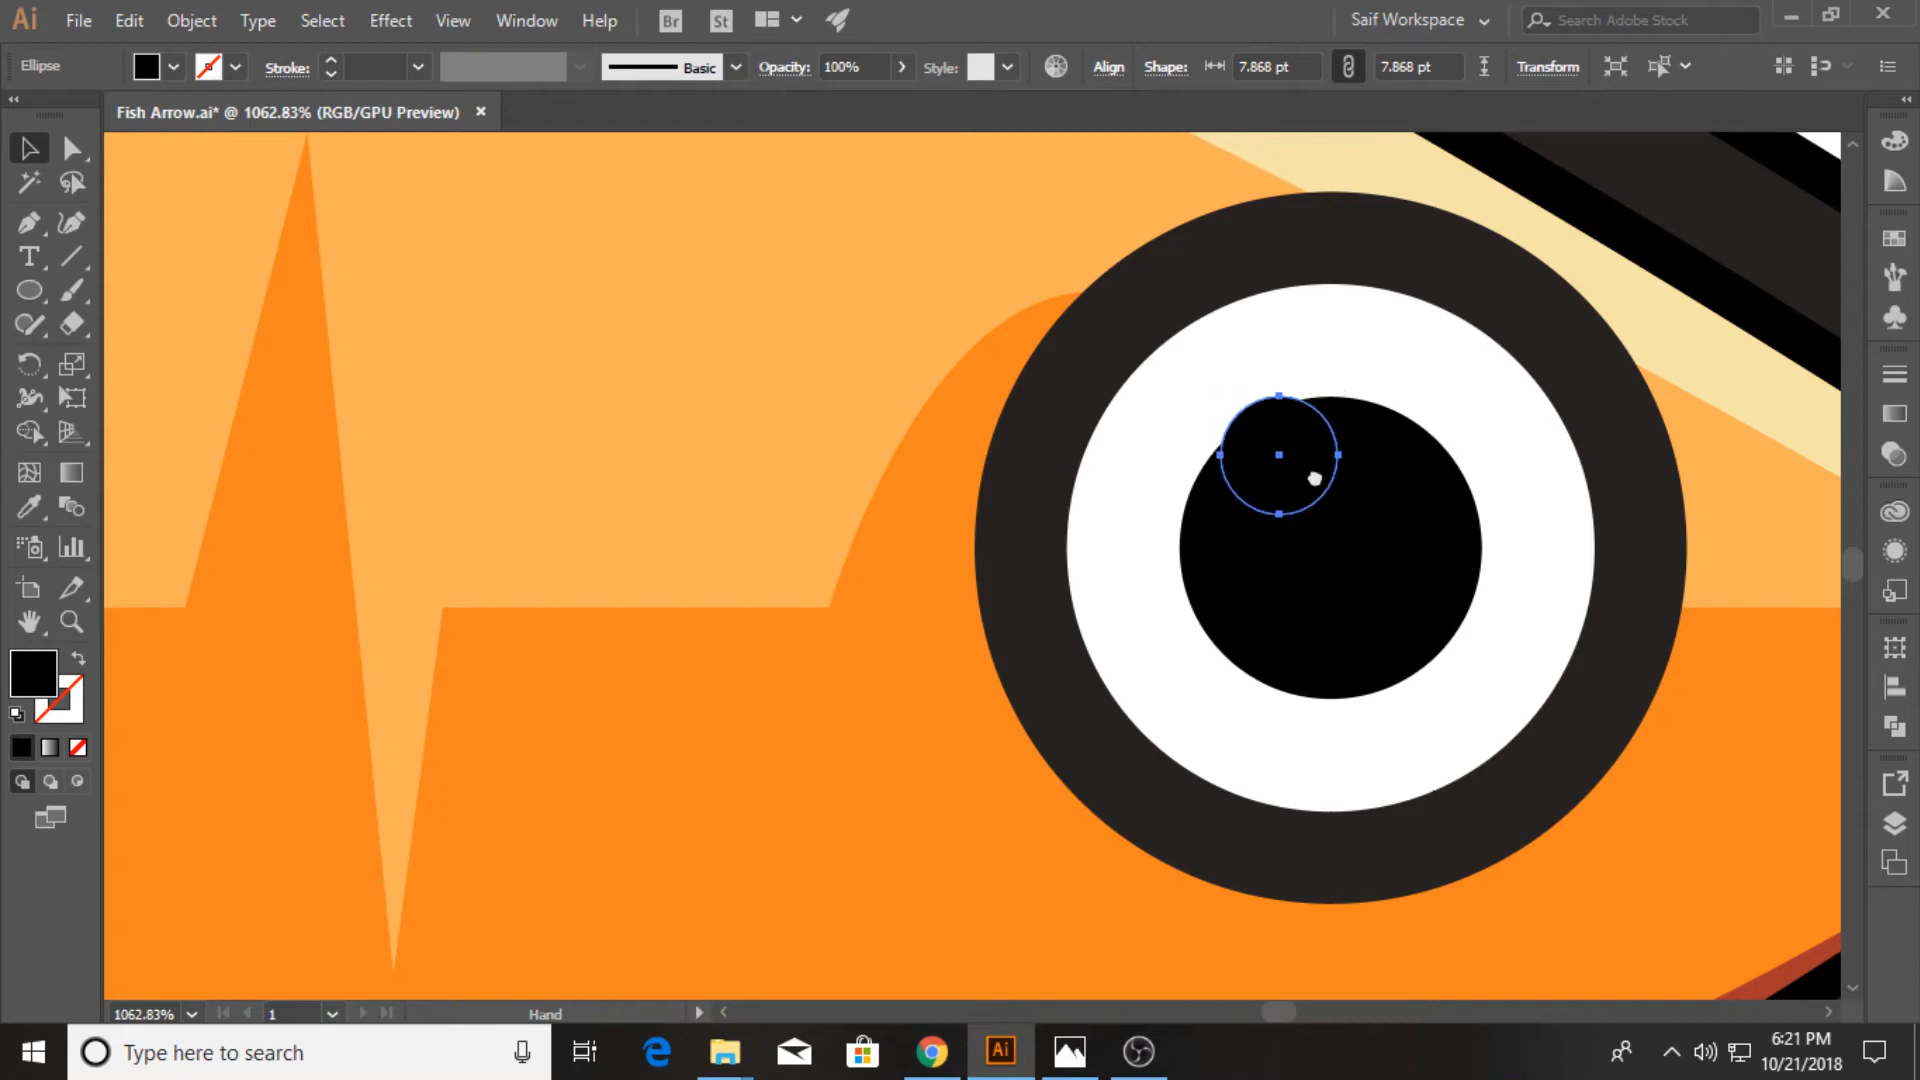 Ai File Edit Object Type Select Effect View Window Help Br St Saif Workspace Search Adobe Stock
Ellipse Stroke: Basic Opacity: 100% Style: Align Shape: 7.868 pt 7.868 pt Transform
Fish Arrow.ai* @ 1062.83% (RGB/GPU Preview)
T
1062.83% 1 Hand
Type here to search Ai 6:21 PM
10/21/2018